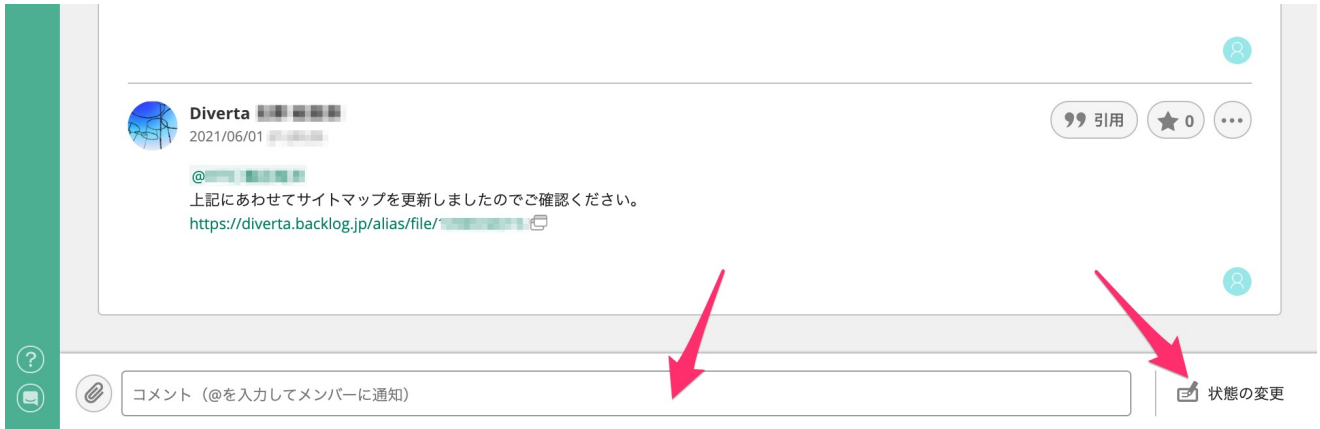 Diverta
2021/06/01
引用
0
@
上記にあわせてサイトマップを更新しましたのでご確認ください。
https://diverta.backlog.jp/alias/file/
?
コメント（@を入力してメンバーに通知)
状態の変更